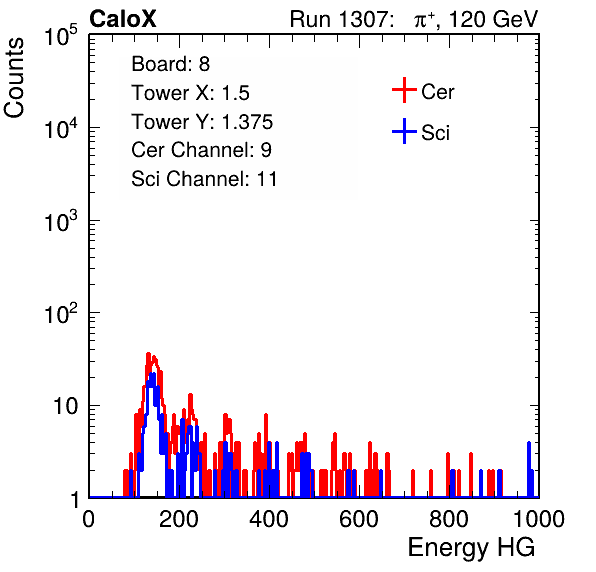 CaloX Run 1307: π⁺, 120 GeV
Counts
10⁵
10⁴
10³
10²
10
1
Board: 8
Tower X: 1.5
Tower Y: 1.375
Cer Channel: 9
Sci Channel: 11
Cer
Sci
0 200 400 600 800 1000
Energy HG